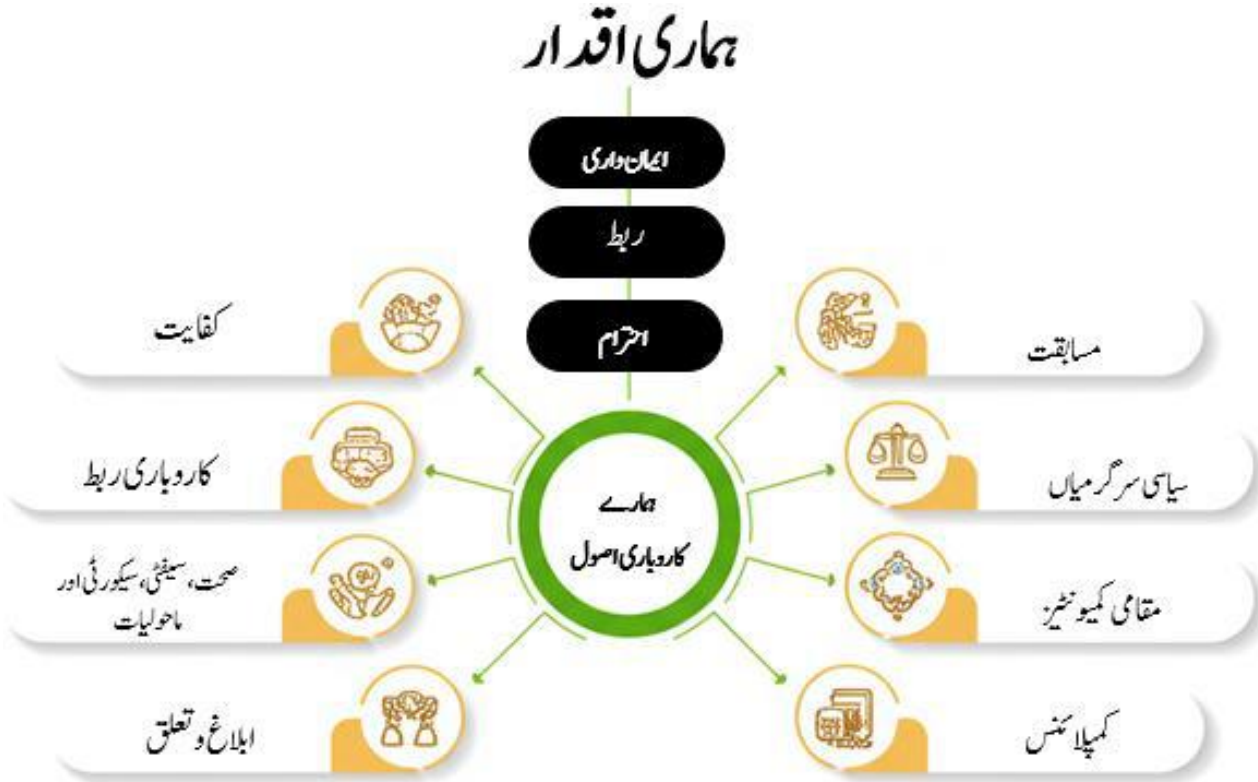 ہماری اقدار
ایمان داری
ربط
احترام
مسابقت
کفایت
سیاسی سرگرمیاں
کاروباری ربط
ہمارے
کاروباری اصول
مقامی کمیونٹیز
صحت، سیفٹی، سیکورٹی اور
ماحولیات
کمپلائنس
ابلاغ و تعلق